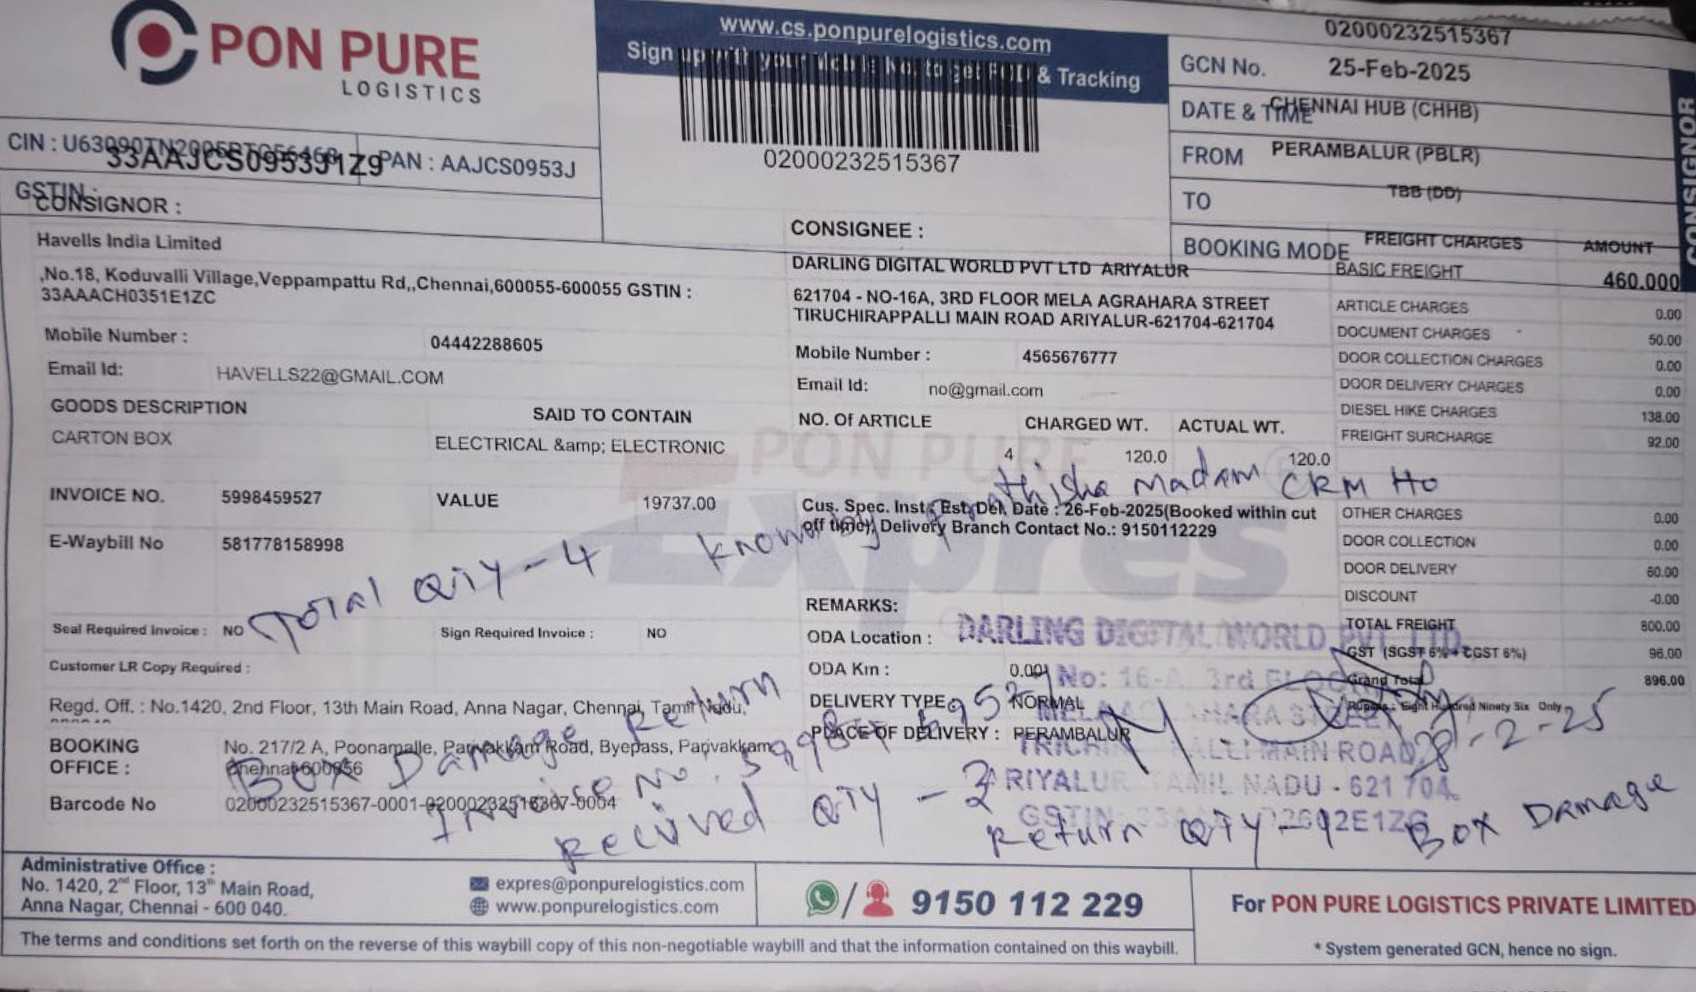 PON PURE
LOGISTICS
www.cs.ponpurelogistics.com
Sign up with your Mobile No. to get POD & Tracking
02000232515367
02000232515367
GCN No.
25-Feb-2025
DATE & TIME
CHENNAI HUB (CHHB)
FROM
PERAMBALUR (PBLR)
TO
TBB (DD)
BOOKING MODE
CONSIGNOR
CIN : PAN : AAJCS0953J
33AAJCS0953J1Z9
GSTIN :
CONSIGNOR :
Havells India Limited
,No.18, Koduvalli Village,Veppampattu Rd,,Chennai,600055-600055 GSTIN :
33AAACH0351E1ZC
Mobile Number : 04442288605
Email Id: HAVELLS22@GMAIL.COM
CONSIGNEE :
DARLING DIGITAL WORLD PVT LTD ARIYALUR
621704 - NO-16A, 3RD FLOOR MELA AGRAHARA STREET
TIRUCHIRAPPALLI MAIN ROAD ARIYALUR-621704-621704
Mobile Number : 4565676777
Email Id: no@gmail.com
FREIGHT CHARGES AMOUNT
BASIC FREIGHT 460.000
ARTICLE CHARGES 0.00
DOCUMENT CHARGES 50.00
DOOR COLLECTION CHARGES 0.00
DOOR DELIVERY CHARGES 0.00
DIESEL HIKE CHARGES 138.00
FREIGHT SURCHARGE 92.00
OTHER CHARGES 0.00
DOOR COLLECTION 0.00
DOOR DELIVERY 60.00
DISCOUNT -0.00
TOTAL FREIGHT 800.00
GST (SGST 6% + CGST 6%) 96.00
Grand Total 896.00
Rupees : Eight Hundred Ninety Six Only
GOODS DESCRIPTION SAID TO CONTAIN NO. Of ARTICLE CHARGED WT. ACTUAL WT.
CARTON BOX ELECTRICAL &amp; ELECTRONIC 4 120.0 120.0
PON PURE
Expres
INVOICE NO. 5998459527 VALUE 19737.00
E-Waybill No 581778158998
Cus. Spec. Inst: Est. Del. Date : 26-Feb-2025(Booked within cut
off time), Delivery Branch Contact No.: 9150112229
Madam CRM HO
Total QTY - 4
Seal Required Invoice : NO Sign Required Invoice : NO
Customer LR Copy Required :
REMARKS:
ODA Location :
ODA Km : 0.00
DELIVERY TYPE : NORMAL
PLACE OF DELIVERY : PERAMBALUR
DARLING DIGITAL WORLD PVT. LTD.
No: 16-A, 3rd FLOOR
MELA AGRAHARA STREET
MAIN ROAD,
ARIYALUR TAMIL NADU - 621 704.
GSTIN:
28-2-25
Regd. Off. : No.1420, 2nd Floor, 13th Main Road, Anna Nagar, Chennai, Tamil Nadu,
BOOKING
OFFICE :
No. 217/2 A, Poonamalle, Parivakkam Road, Byepass, Parivakkam,
Chennai-600056
Barcode No 02000232515367-0001-02000232515367-0004
Box Damage Return
Invoice No. 5998459527
Recived QTY - 3
Return QTY - 1 Box Damage
Administrative Office :
No. 1420, 2nd Floor, 13th Main Road,
Anna Nagar, Chennai - 600 040.
expres@ponpurelogistics.com
www.ponpurelogistics.com
9150 112 229
For PON PURE LOGISTICS PRIVATE LIMITED
* System generated GCN, hence no sign.
The terms and conditions set forth on the reverse of this waybill copy of this non-negotiable waybill and that the information contained on this waybill.